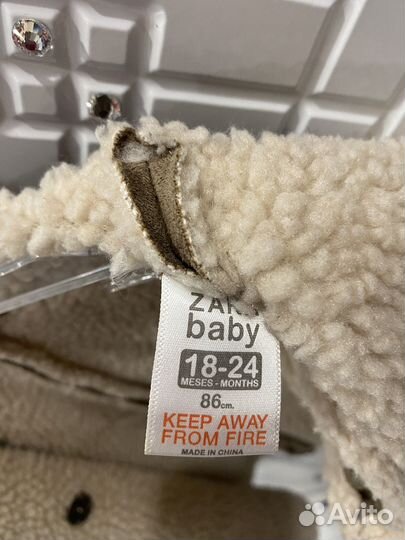 ZARA
baby
18-24
MESES - MONTHS
86cm.
KEEP AWAY
FROM FIRE
MADE IN CHINA
Avito